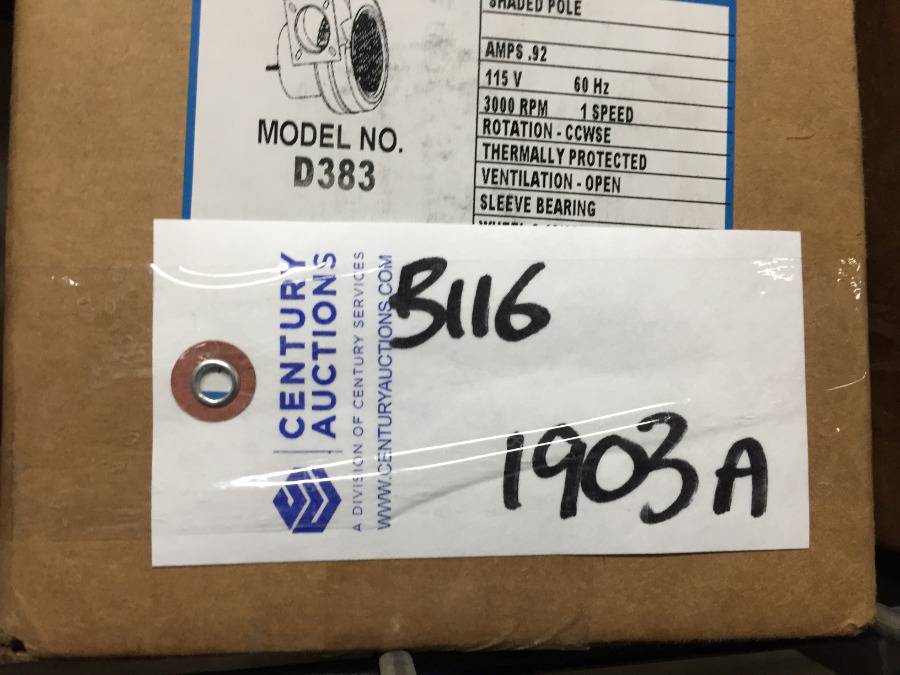 SHADED POLE
AMPS .92
115 V 60 Hz
3000 RPM 1 SPEED
ROTATION - CCWSE
THERMALLY PROTECTED
VENTILATION - OPEN
SLEEVE BEARING
MODEL NO.
D383
CENTURY
AUCTIONS
A DIVISION OF CENTURY SERVICES
WWW.CENTURYAUCTIONS.COM
B116
1903A